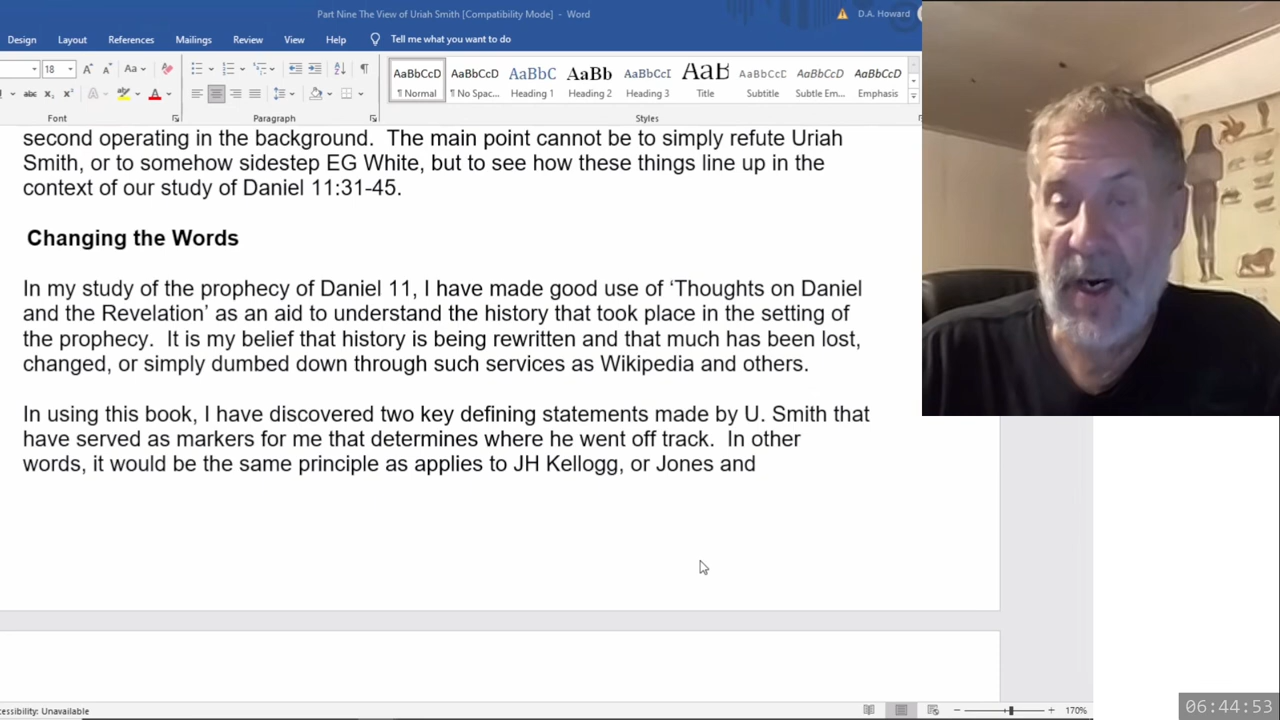 Part Nine The View of Uriah Smith [Compatibility Mode] - Word
D.A. Howard
Design Layout References Mailings Review View Help Tell me what you want to do
18 Aa
AaBbCcD AaBbCcD AaBbC AaBb AaBbCcI AaB AaBbCcC AaBbCcD AaBbCcD
¶ Normal ¶ No Spac... Heading 1 Heading 2 Heading 3 Title Subtitle Subtle Em... Emphasis
Font Paragraph Styles
second operating in the background. The main point cannot be to simply refute Uriah
Smith, or to somehow sidestep EG White, but to see how these things line up in the
context of our study of Daniel 11:31-45.
Changing the Words
In my study of the prophecy of Daniel 11, I have made good use of ‘Thoughts on Daniel
and the Revelation’ as an aid to understand the history that took place in the setting of
the prophecy. It is my belief that history is being rewritten and that much has been lost,
changed, or simply dumbed down through such services as Wikipedia and others.
In using this book, I have discovered two key defining statements made by U. Smith that
have served as markers for me that determines where he went off track. In other
words, it would be the same principle as applies to JH Kellogg, or Jones and
cessibility: Unavailable
170%
06:44:53